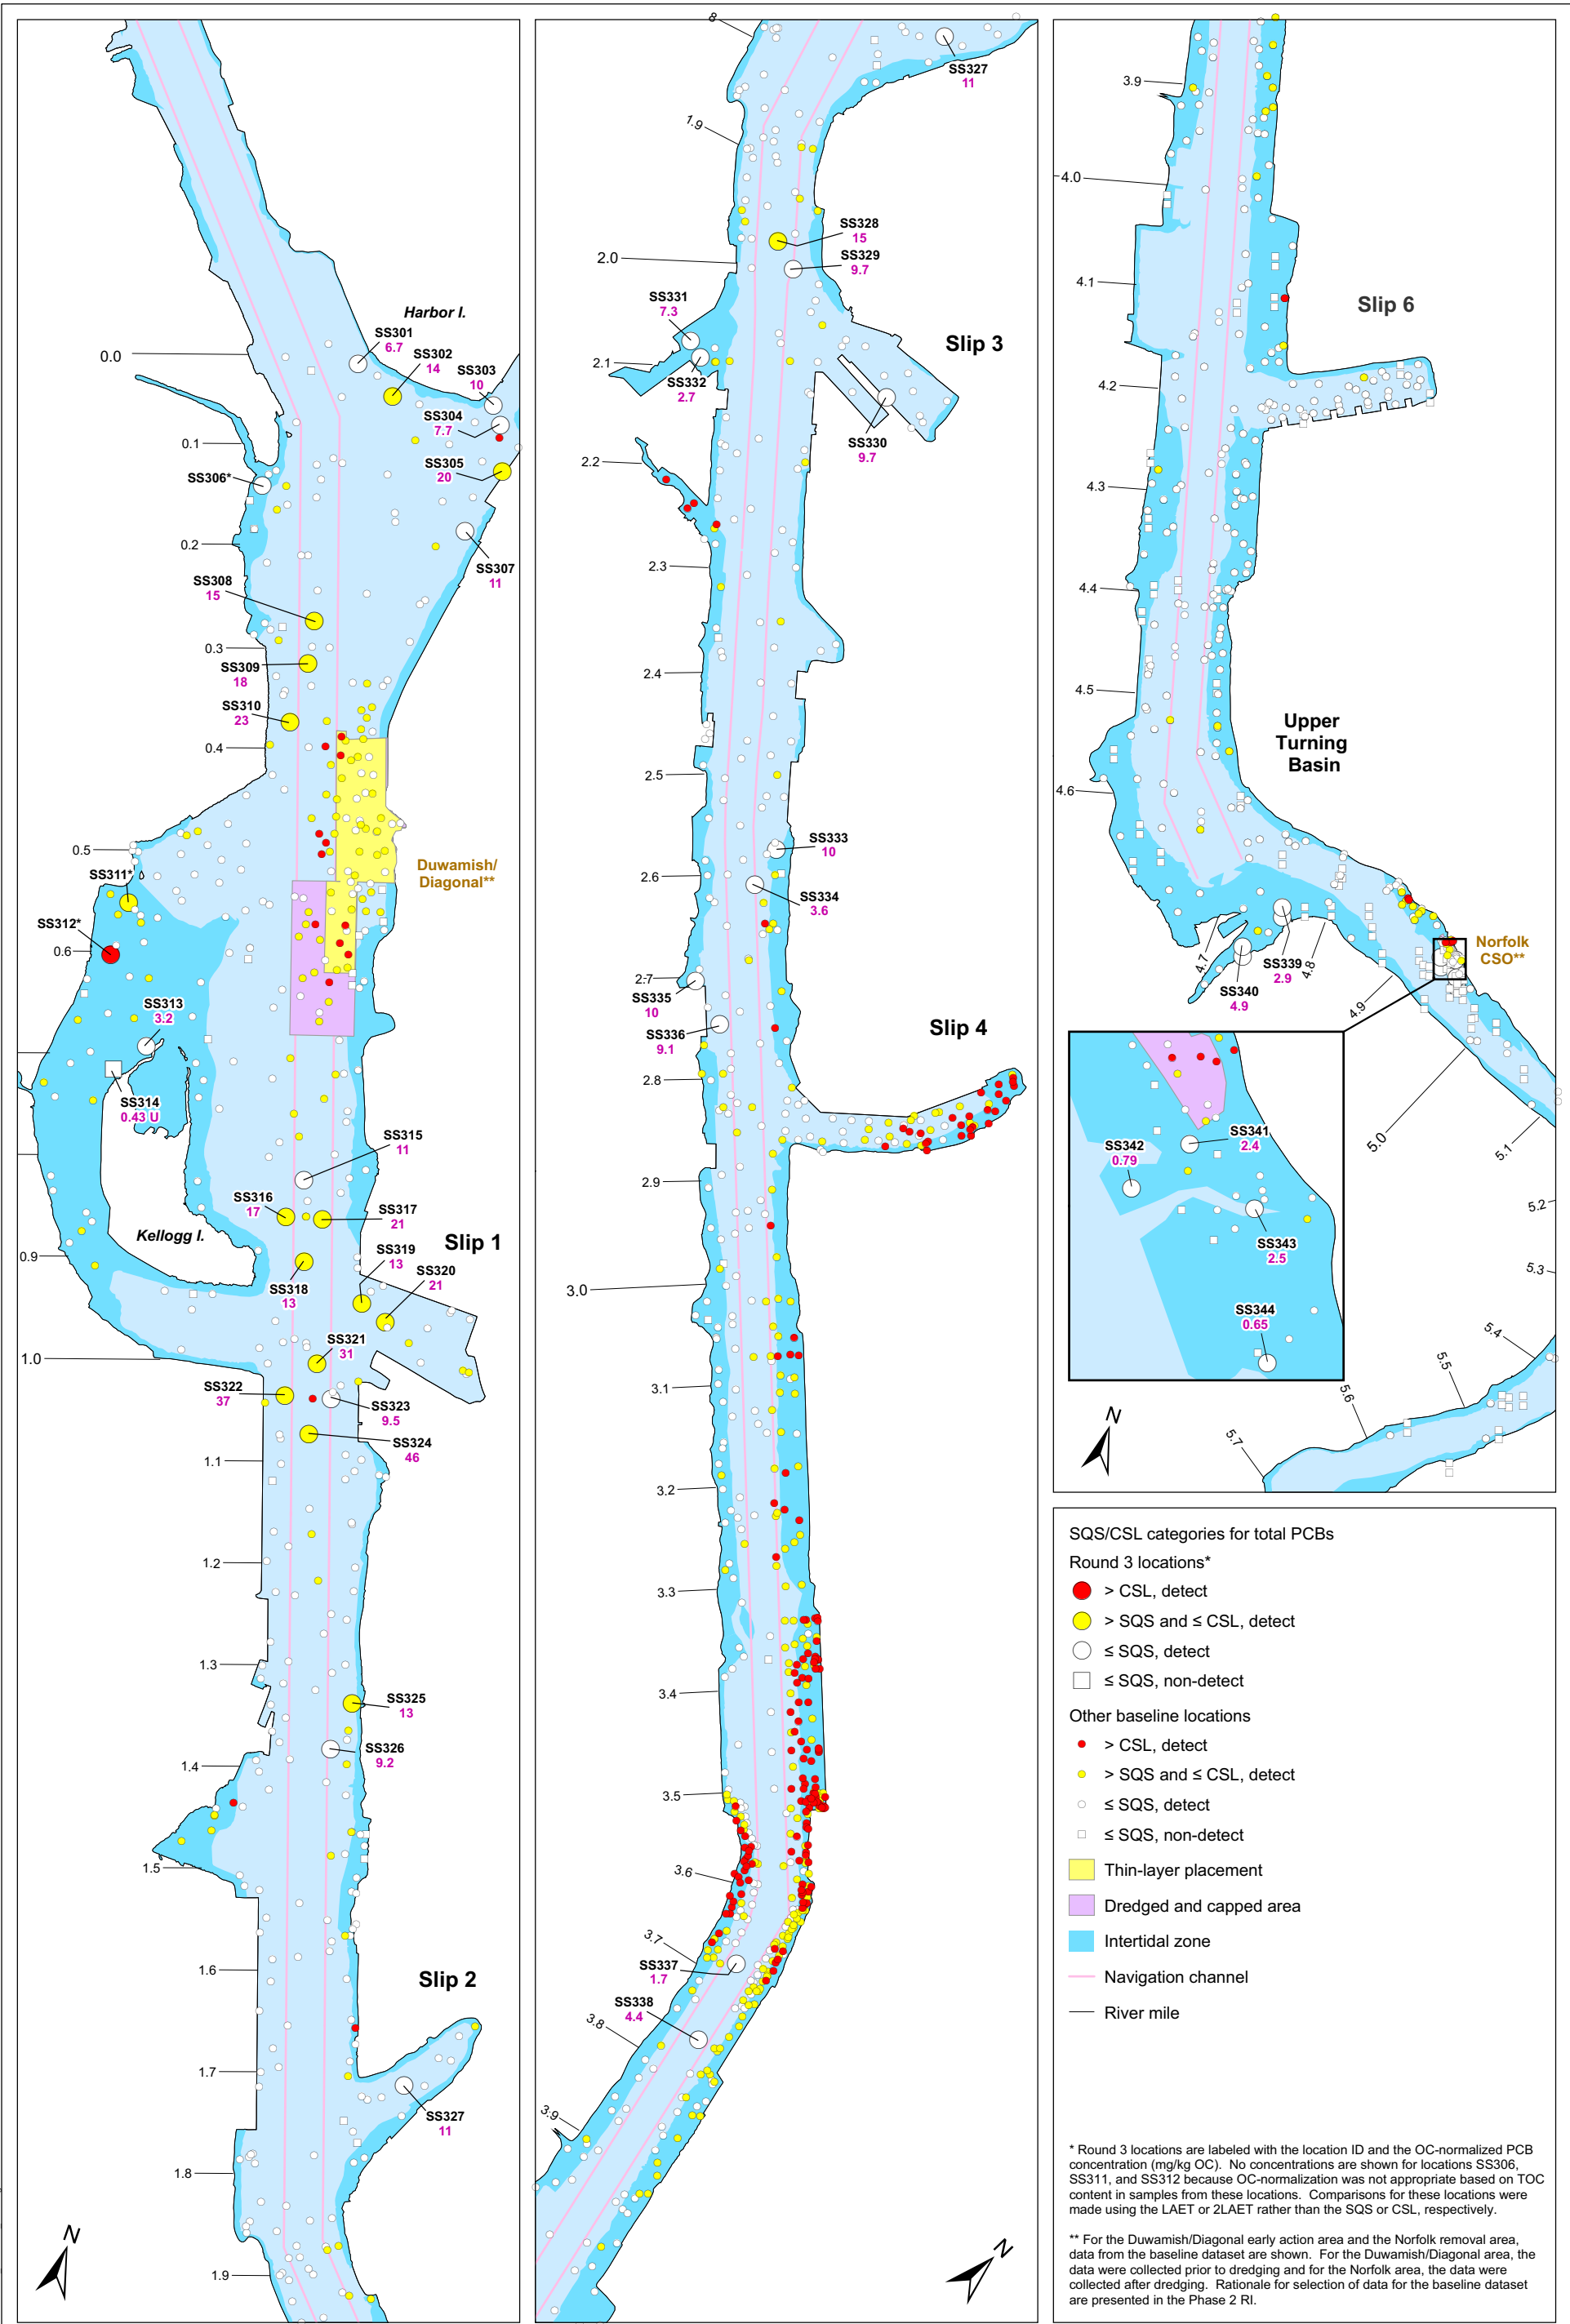 Harbor I.
SS301
6.7
SS302
14
SS303
10
0.0
SS304
7.7
0.1
SS305
20
SS306*
0.2
SS307
11
SS308
15
0.3
SS309
18
SS310
23
0.4
0.5
Duwamish/
Diagonal**
SS311*
SS312*
0.6
SS313
3.2
SS314
0.43 U
SS315
11
SS316
17
SS317
21
Kellogg I.
Slip 1
0.9
SS319
13
SS320
21
SS318
13
SS321
31
1.0
SS322
37
SS323
9.5
SS324
46
1.1
1.2
1.3
SS325
13
SS326
9.2
1.4
1.5
1.6
Slip 2
1.7
SS327
11
1.8
1.9
N
8
SS327
11
1.9
SS328
15
2.0
SS329
9.7
SS331
7.3
Slip 3
2.1
SS332
2.7
SS330
9.7
2.2
2.3
2.4
2.5
SS333
10
2.6
SS334
3.6
2.7
SS335
10
SS336
9.1
Slip 4
2.8
2.9
3.0
3.1
3.2
3.3
3.4
3.5
3.6
3.7
SS337
1.7
SS338
4.4
3.8
3.9
N
3.9
4.0
4.1
Slip 6
4.2
4.3
4.4
4.5
Upper
Turning
Basin
4.6
Norfolk
CSO**
4.7
SS339
2.9
4.8
SS340
4.9
4.9
5.0
5.1
SS341
2.4
SS342
0.79
5.2
SS343
2.5
5.3
SS344
0.65
5.4
5.5
5.6
5.7
N
SQS/CSL categories for total PCBs
Round 3 locations*
> CSL, detect
> SQS and ≤ CSL, detect
≤ SQS, detect
≤ SQS, non-detect
Other baseline locations
> CSL, detect
> SQS and ≤ CSL, detect
≤ SQS, detect
≤ SQS, non-detect
Thin-layer placement
Dredged and capped area
Intertidal zone
Navigation channel
River mile
* Round 3 locations are labeled with the location ID and the OC-normalized PCB
concentration (mg/kg OC). No concentrations are shown for locations SS306,
SS311, and SS312 because OC-normalization was not appropriate based on TOC
content in samples from these locations. Comparisons for these locations were
made using the LAET or 2LAET rather than the SQS or CSL, respectively.
** For the Duwamish/Diagonal early action area and the Norfolk removal area,
data from the baseline dataset are shown. For the Duwamish/Diagonal area, the
data were collected prior to dredging and for the Norfolk area, the data were
collected after dredging. Rationale for selection of data for the baseline dataset
are presented in the Phase 2 RI.